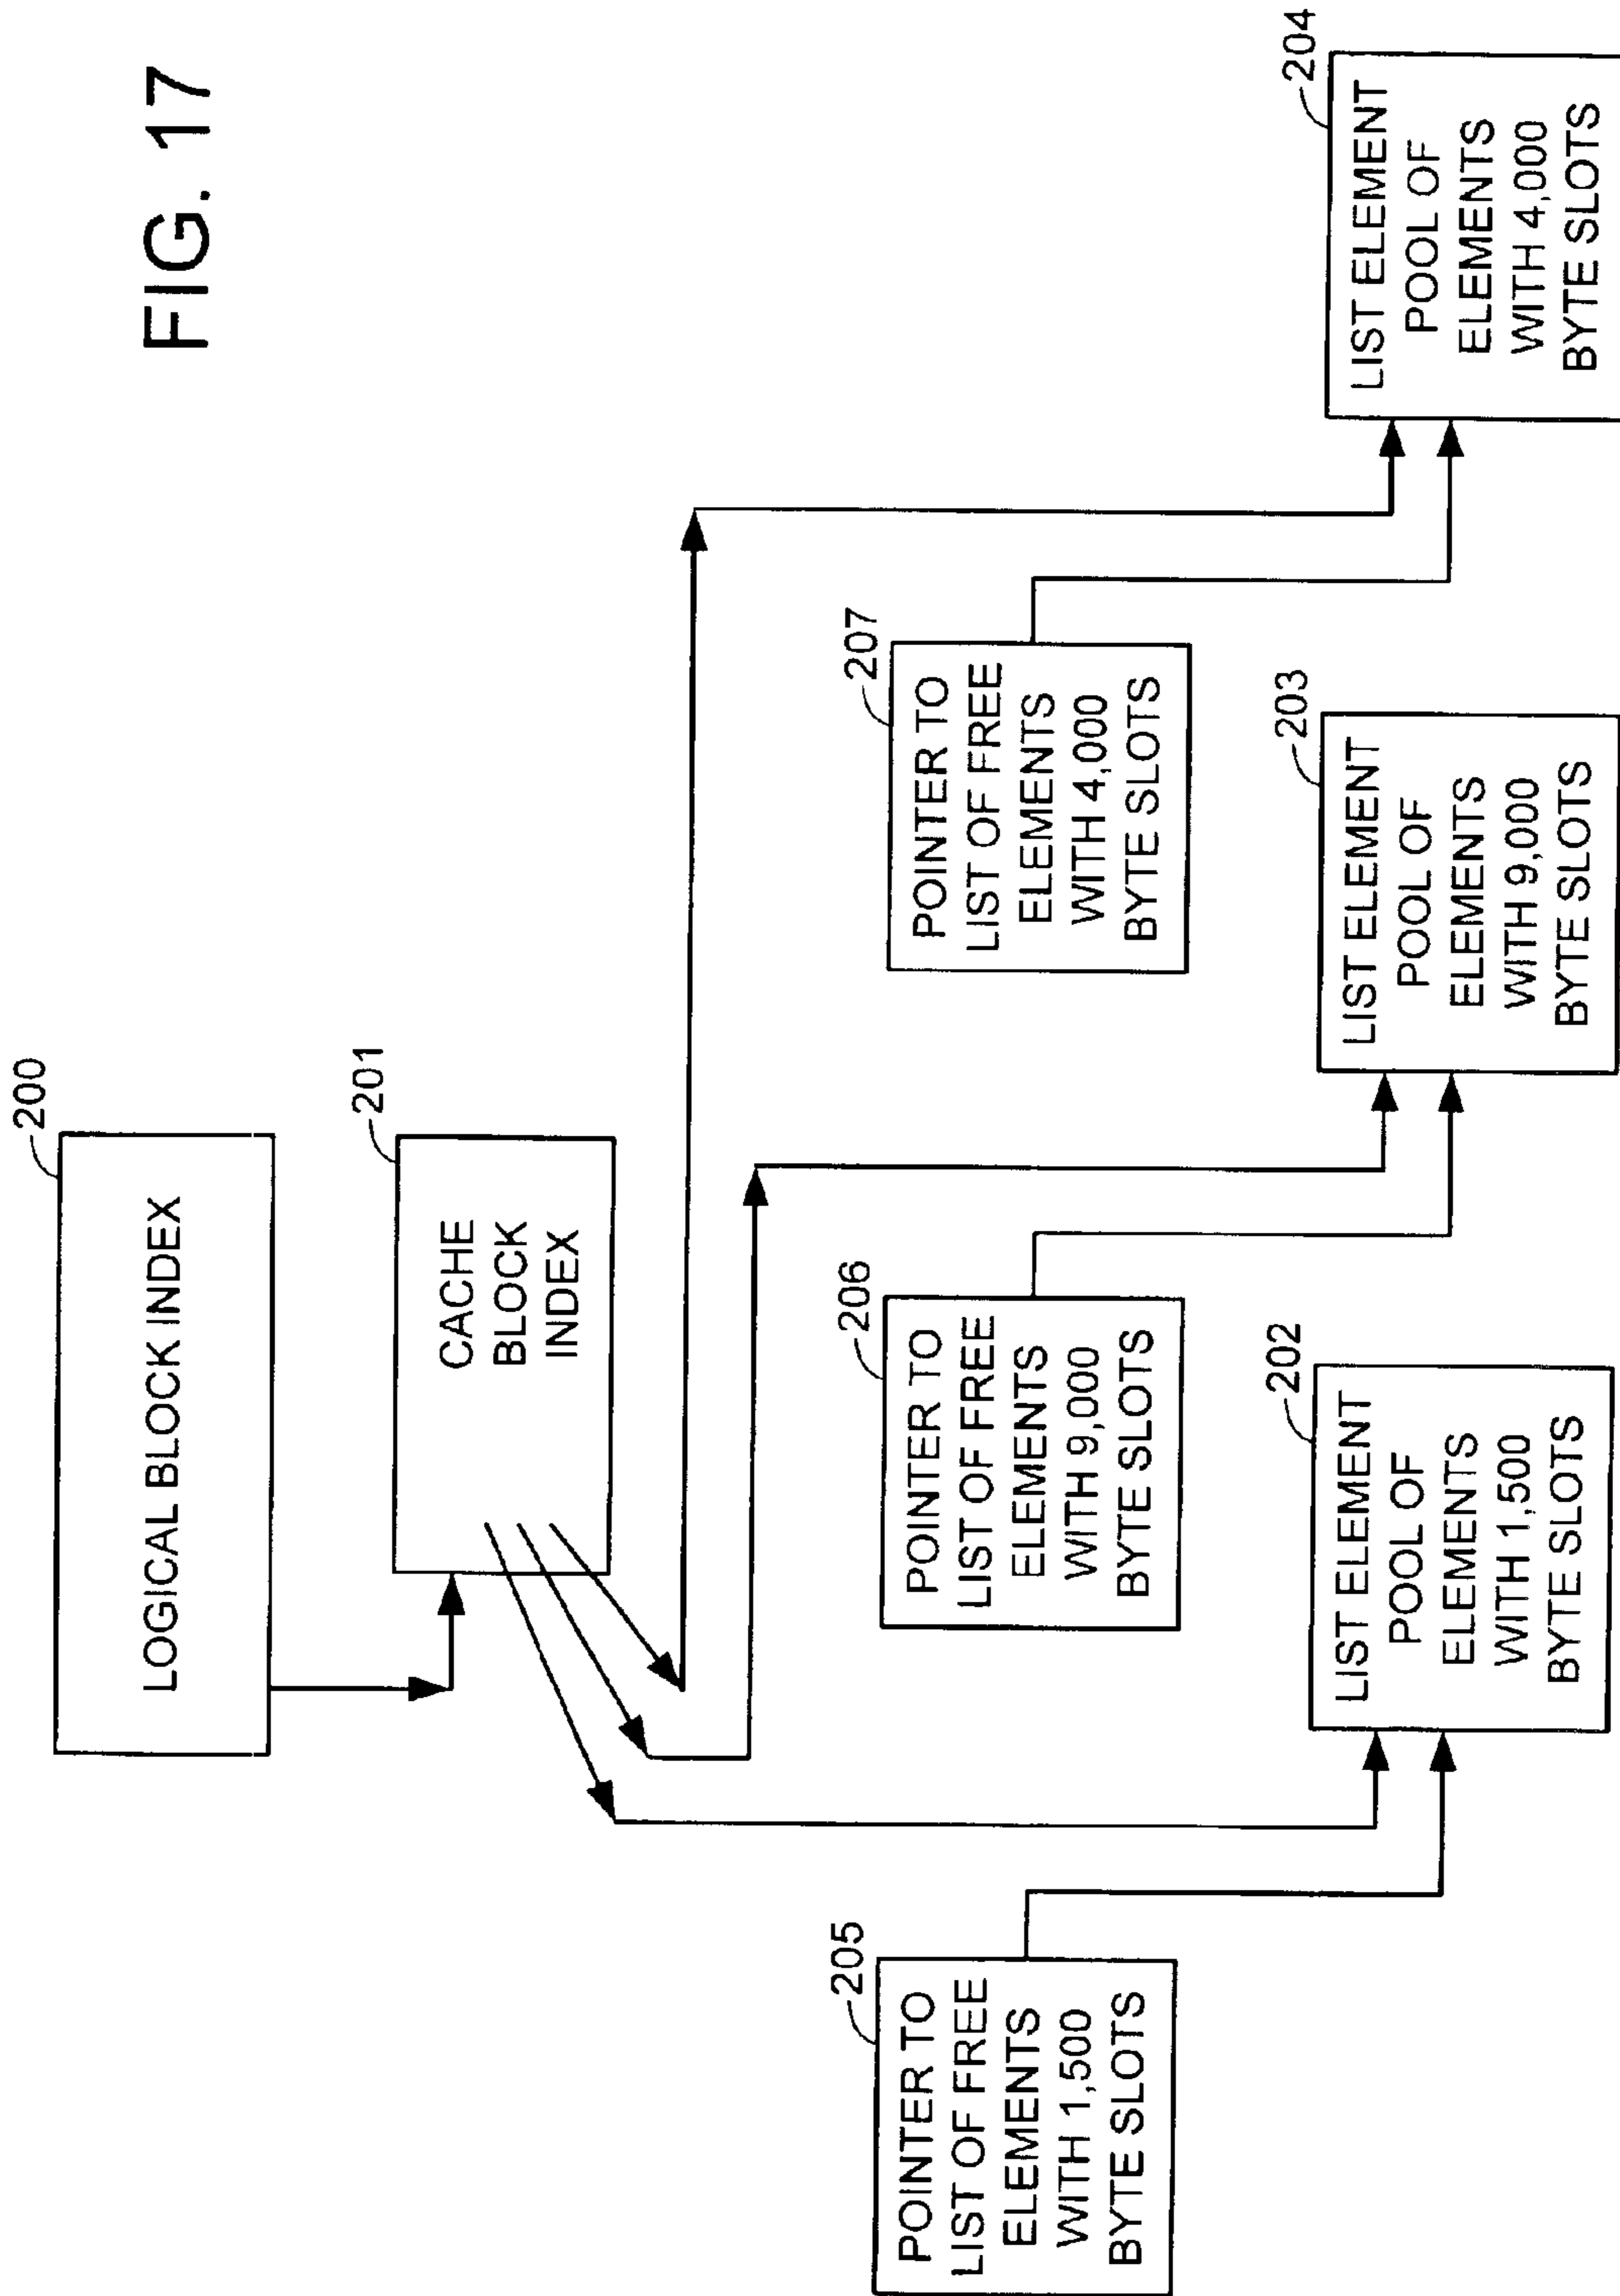 FIG. 17
200
LOGICAL BLOCK INDEX
201
CACHE
BLOCK
INDEX
205
POINTER TO
LIST OF FREE
ELEMENTS
WITH 1,500
BYTE SLOTS
206
POINTER TO
LIST OF FREE
ELEMENTS
WITH 9,000
BYTE SLOTS
207
POINTER TO
LIST OF FREE
ELEMENTS
WITH 4,000
BYTE SLOTS
202
LIST ELEMENT
POOL OF
ELEMENTS
WITH 1,500
BYTE SLOTS
203
LIST ELEMENT
POOL OF
ELEMENTS
WITH 9,000
BYTE SLOTS
204
LIST ELEMENT
POOL OF
ELEMENTS
WITH 4,000
BYTE SLOTS